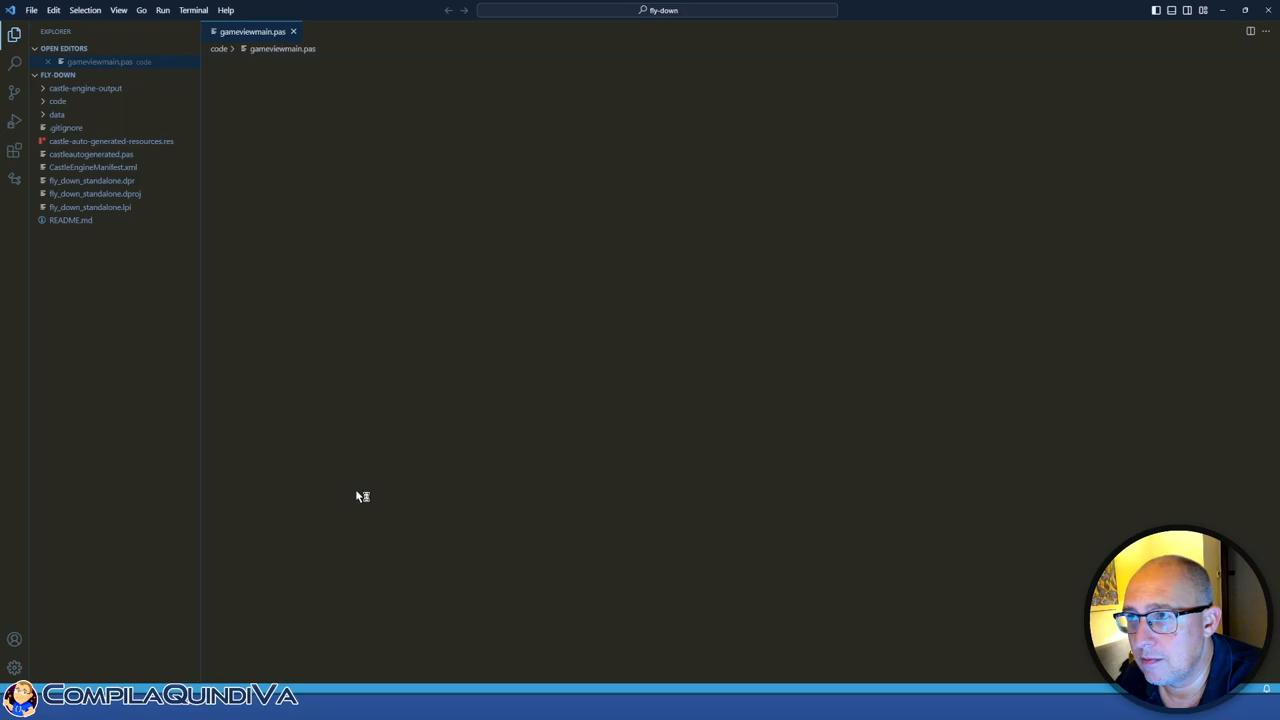 File Edit Selection View Go Run Terminal Help
fly-down
EXPLORER
gameviewmain.pas
OPEN EDITORS
code > gameviewmain.pas
gameviewmain.pas code
FLY-DOWN
castle-engine-output
code
data
.gitignore
castle-auto-generated-resources.res
castleautogenerated.pas
CastleEngineManifest.xml
fly_down_standalone.dpr
fly_down_standalone.dproj
fly_down_standalone.lpi
README.md
COMPILAQUINDIVA